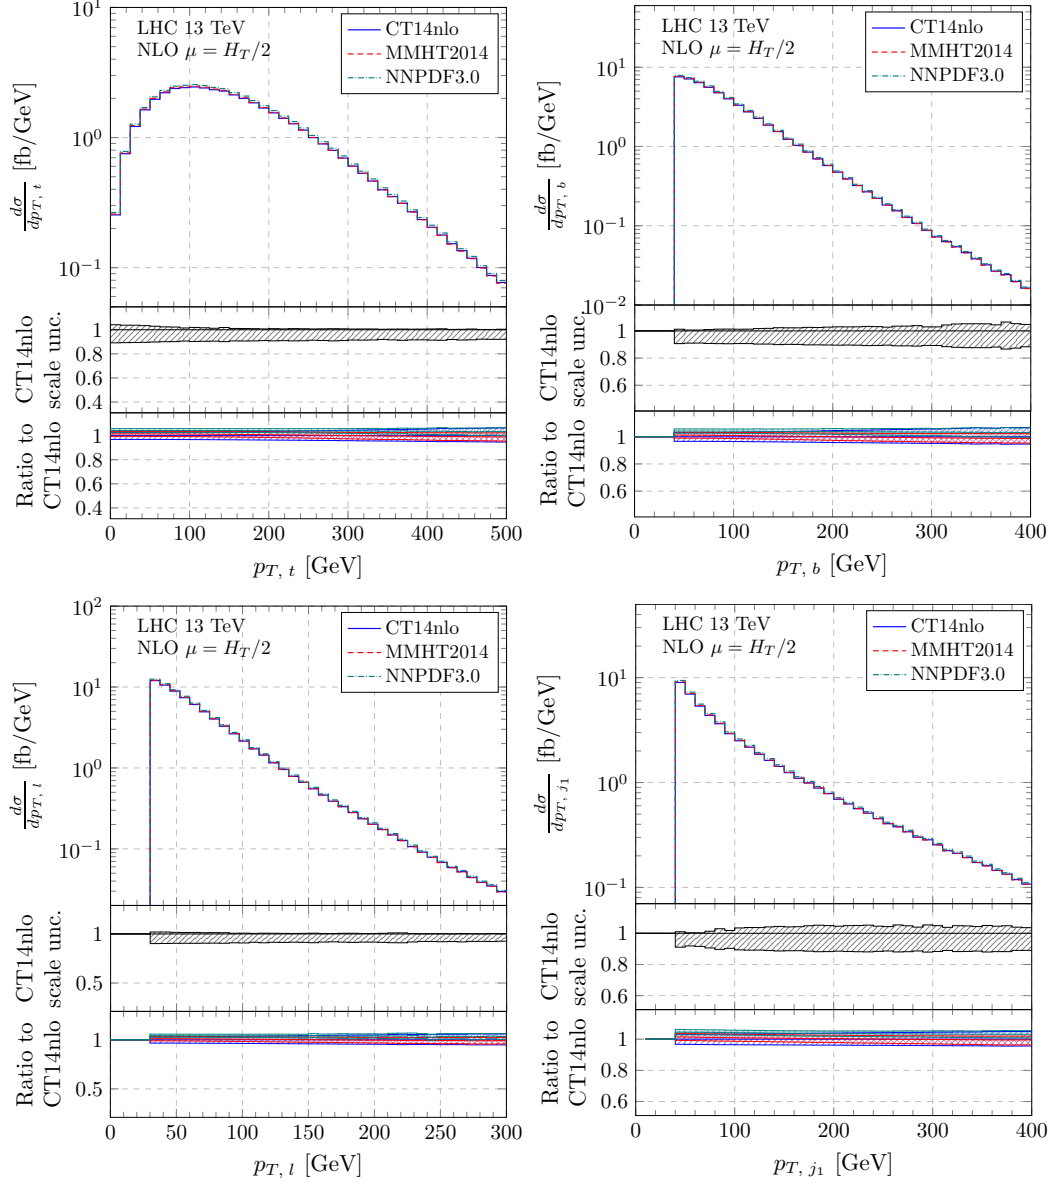 LHC 13 TeV
NLO μ = H_T/2
CT14nlo
MMHT2014
NNPDF3.0
dσ/dp_{T, t} [fb/GeV]
10^1
10^0
10^{-1}
CT14nlo
scale unc.
1
0.8
0.6
0.4
Ratio to
CT14nlo
1
0.8
0.6
0.4
0 100 200 300 400 500
p_{T, t} [GeV]
LHC 13 TeV
NLO μ = H_T/2
CT14nlo
MMHT2014
NNPDF3.0
dσ/dp_{T, b} [fb/GeV]
10^1
10^0
10^{-1}
10^{-2}
CT14nlo
scale unc.
1
0.8
0.6
Ratio to
CT14nlo
1
0.8
0.6
0 100 200 300 400
p_{T, b} [GeV]
LHC 13 TeV
NLO μ = H_T/2
CT14nlo
MMHT2014
NNPDF3.0
dσ/dp_{T, l} [fb/GeV]
10^2
10^1
10^0
10^{-1}
CT14nlo
scale unc.
1
0.5
Ratio to
CT14nlo
1
0.5
0 50 100 150 200 250 300
p_{T, l} [GeV]
LHC 13 TeV
NLO μ = H_T/2
CT14nlo
MMHT2014
NNPDF3.0
dσ/dp_{T, j_1} [fb/GeV]
10^1
10^0
10^{-1}
CT14nlo
scale unc.
1
0.8
0.6
Ratio to
CT14nlo
1
0.8
0.6
0 100 200 300 400
p_{T, j_1} [GeV]